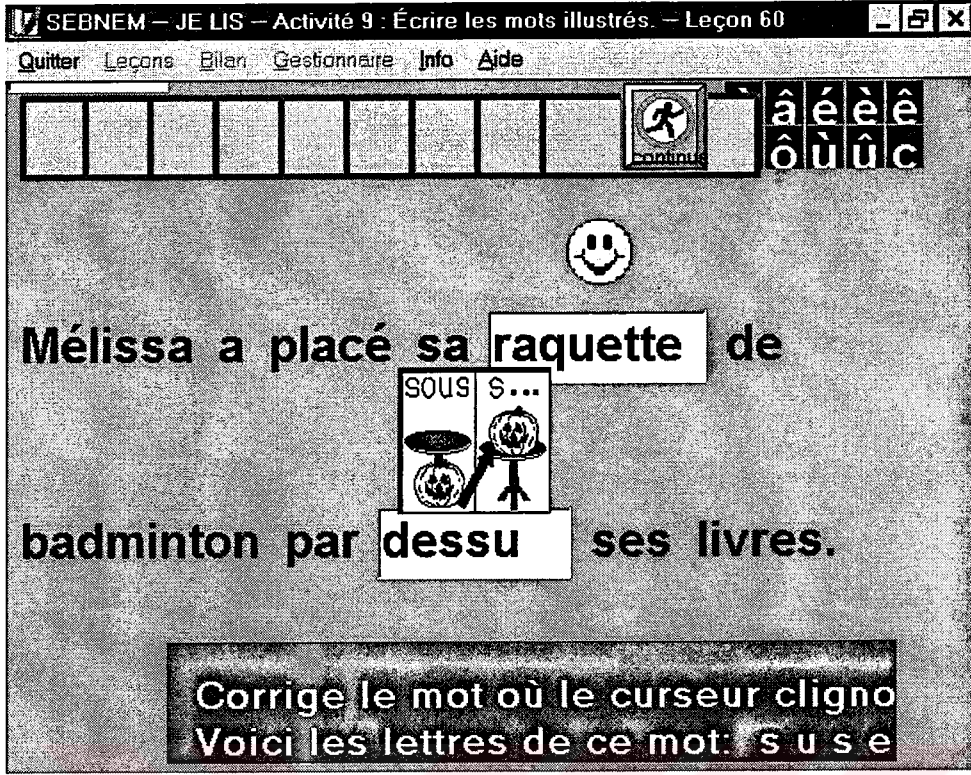 SEBNEM – JE LIS – Activité 9 : Écrire les mots illustrés. – Leçon 60
Quitter Leçons Bilan Gestionnaire Info Aide
continue
â é è ê
ô ù û c
Mélissa a placé sa raquette de
sous s...
badminton par dessu ses livres.
Corrige le mot où le curseur cligno
Voici les lettres de ce mot: s u s e